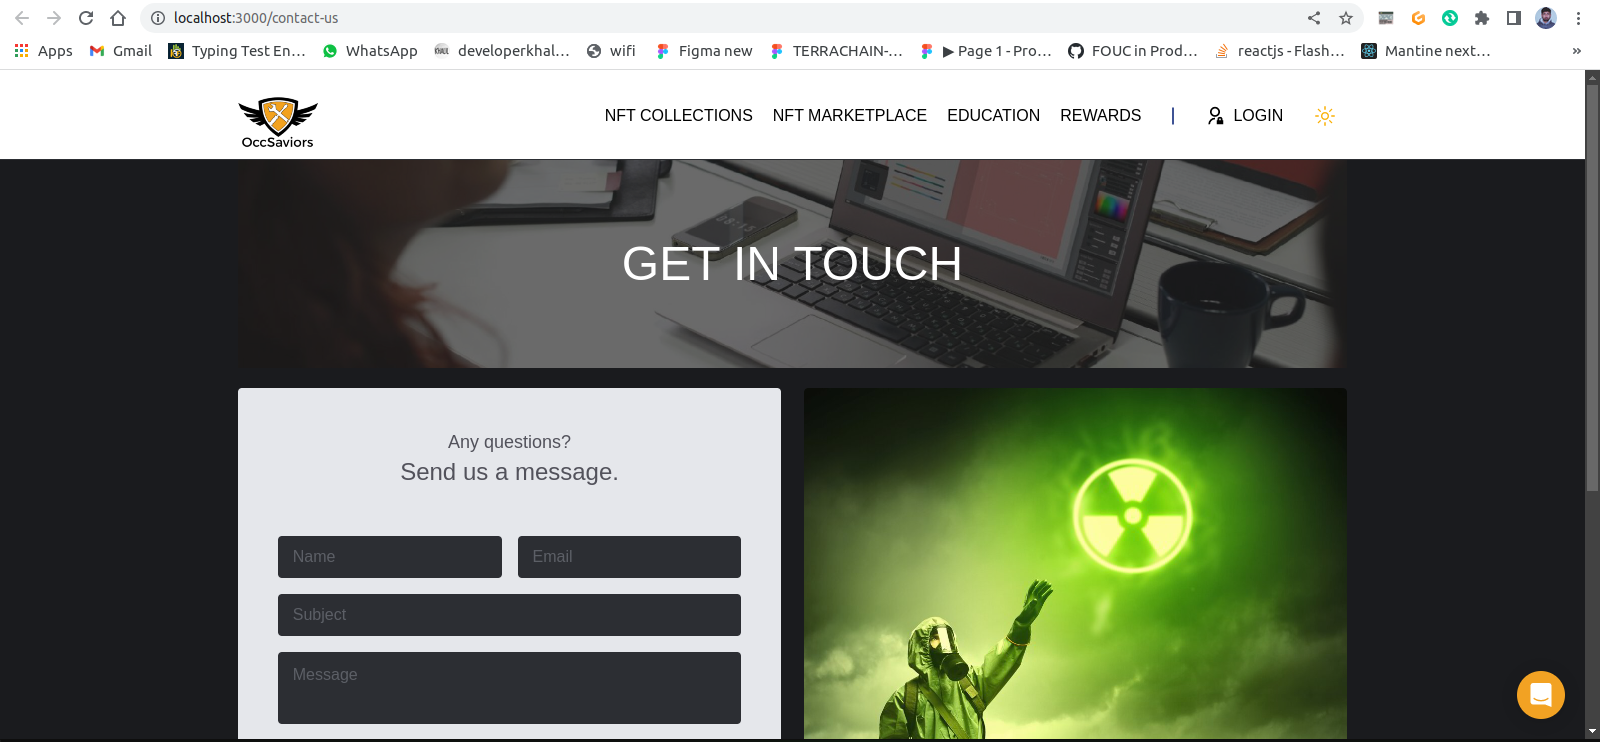 localhost:3000/contact-us
Apps Gmail Typing Test En… WhatsApp developerkhal… wifi Figma new TERRACHAIN-… ▶ Page 1 - Pro… FOUC in Prod… reactjs - Flash… Mantine next… »
OccSaviors
NFT COLLECTIONS NFT MARKETPLACE EDUCATION REWARDS | LOGIN
GET IN TOUCH
Any questions?
Send us a message.
Name Email
Subject
Message